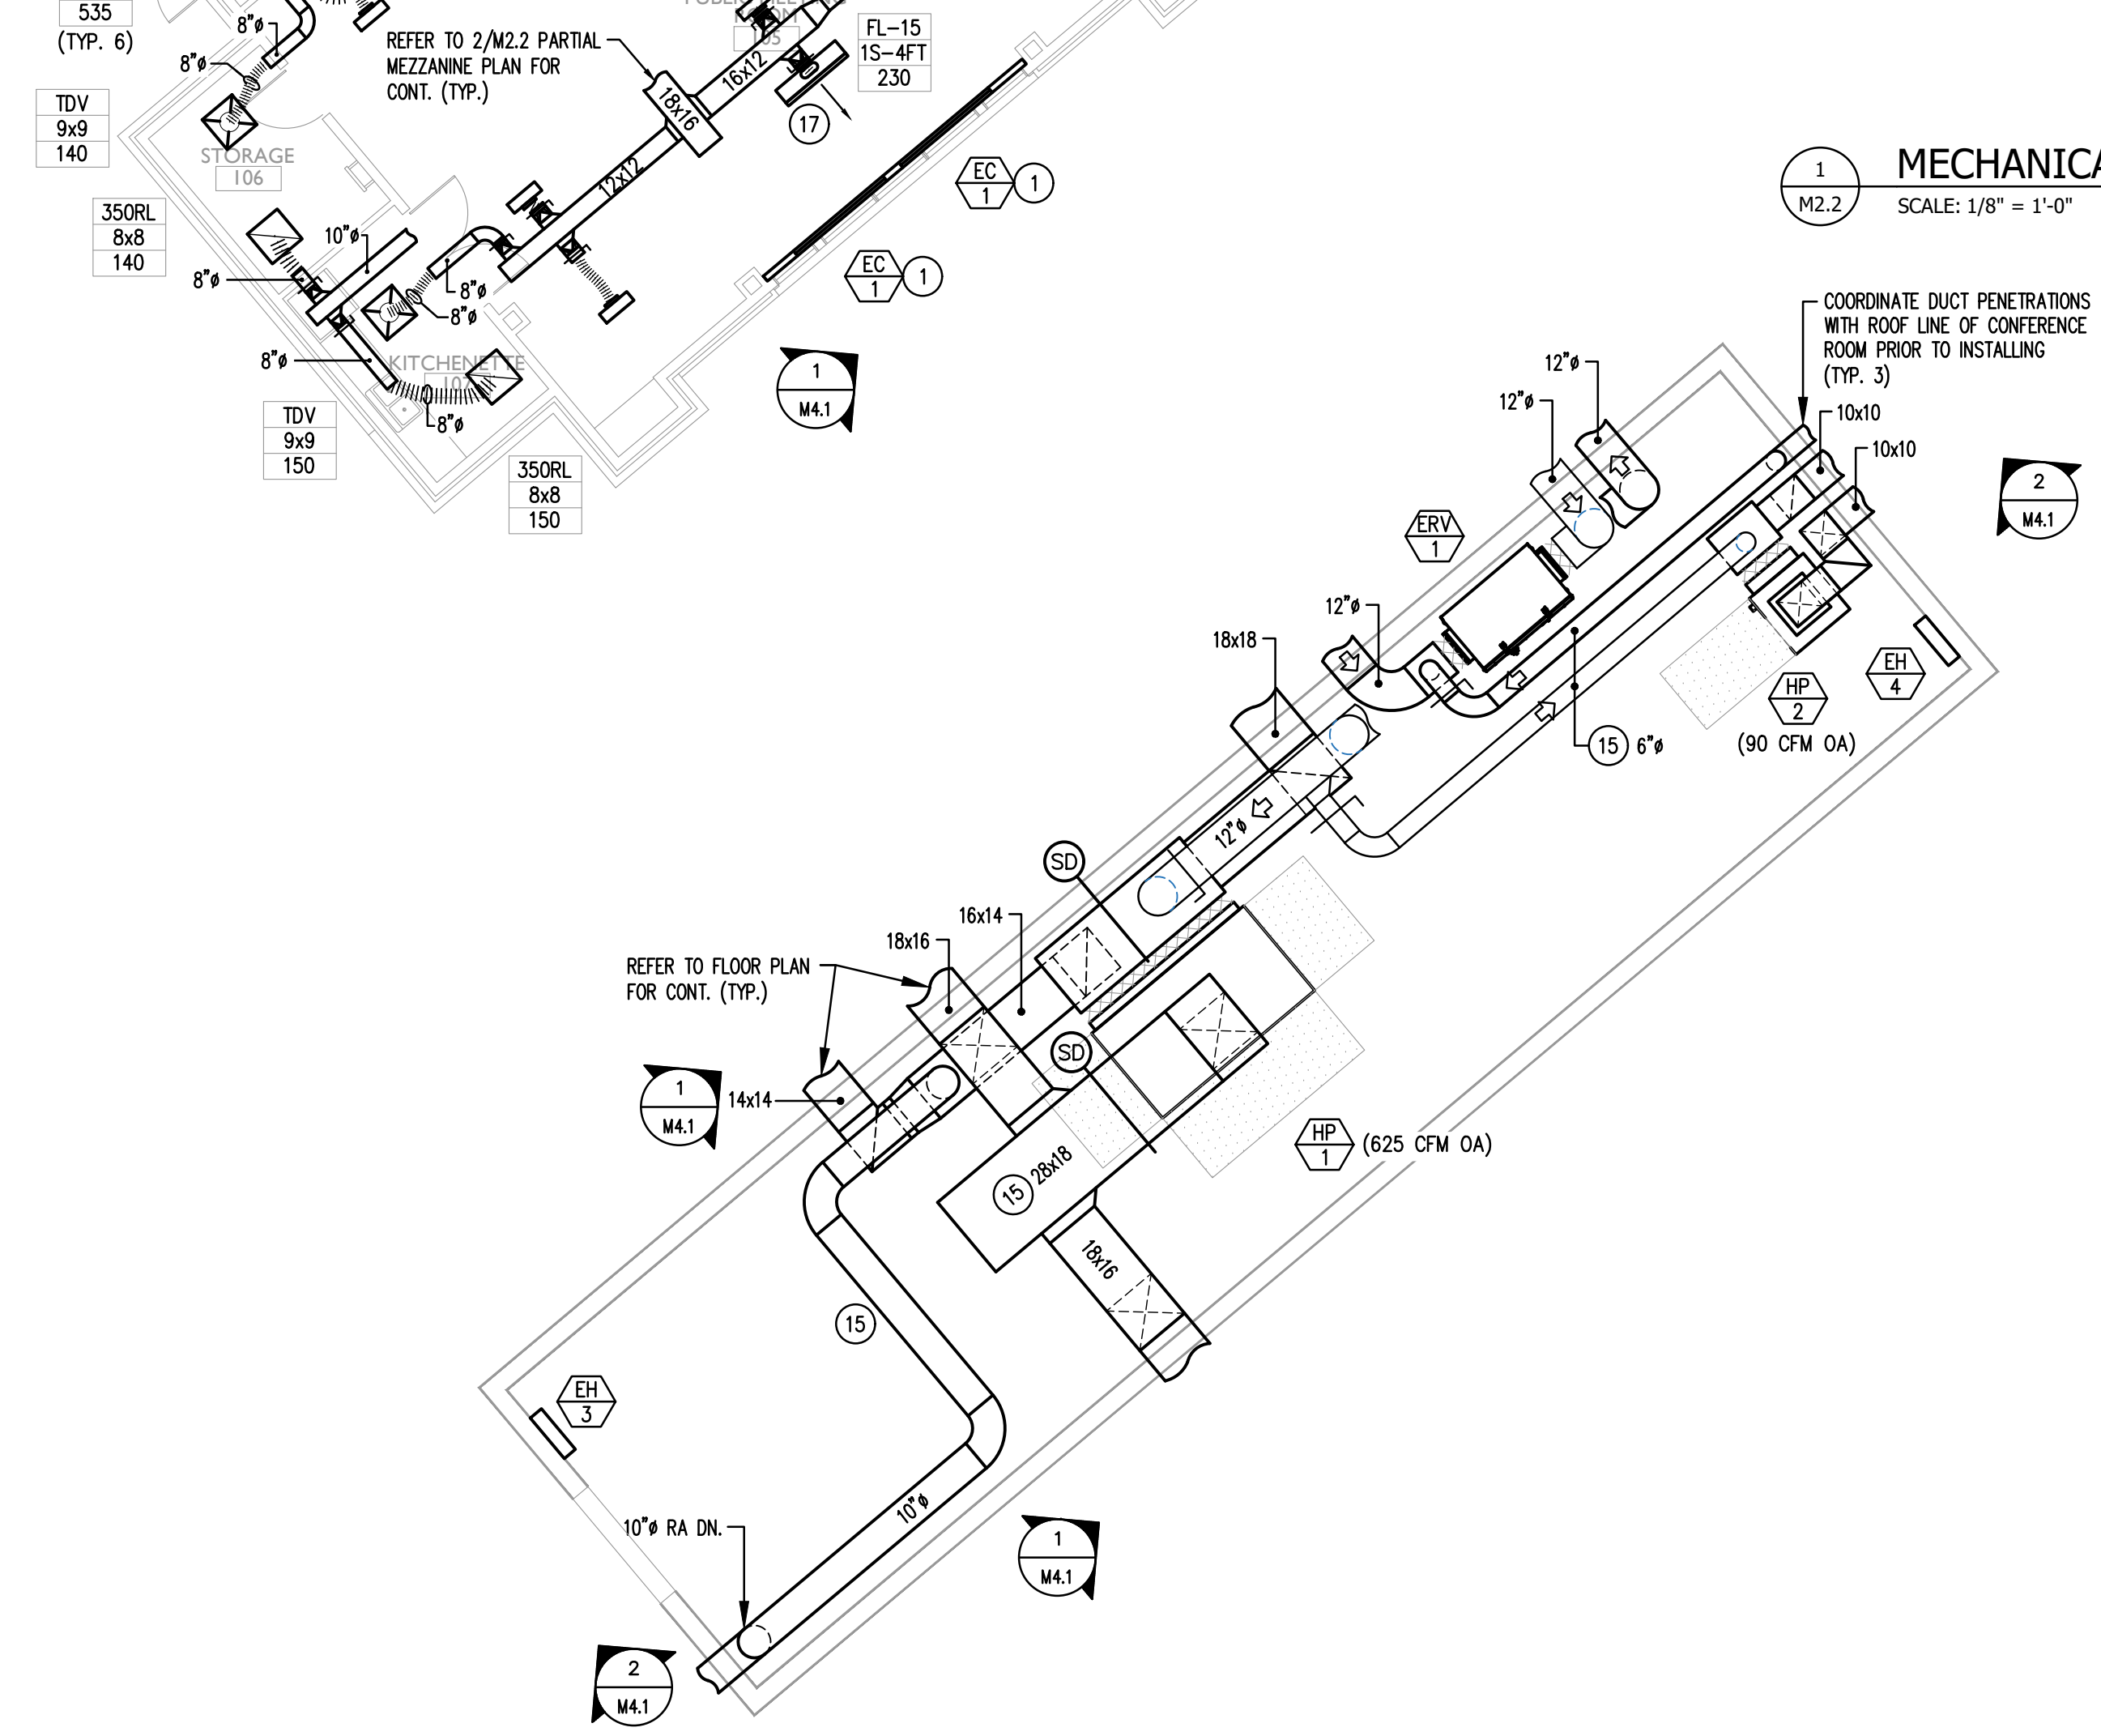 535
(TYP. 6)
8"ø
8"ø
REFER TO 2/M2.2 PARTIAL
MEZZANINE PLAN FOR
CONT. (TYP.)
105
16x12
18x16
FL-15
1S-4FT
230
17
TDV
9x9
140
STORAGE
106
12x12
EC
1
1
1
M2.2
MECHANICA
SCALE: 1/8" = 1'-0"
350RL
8x8
140
10"ø
8"ø
8"ø
8"ø
EC
1
1
8"ø
KITCHENETTE
107
8"ø
1
M4.1
TDV
9x9
150
350RL
8x8
150
COORDINATE DUCT PENETRATIONS
WITH ROOF LINE OF CONFERENCE
ROOM PRIOR TO INSTALLING
(TYP. 3)
12"ø
12"ø
10x10
10x10
2
M4.1
ERV
1
12"ø
18x18
EH
4
HP
2
(90 CFM OA)
15 6"ø
12"ø
SD
16x14
18x16
REFER TO FLOOR PLAN
FOR CONT. (TYP.)
SD
1
M4.1
14x14
HP
1
(625 CFM OA)
15 28x18
18x16
15
EH
3
10"ø
10"ø RA DN.
1
M4.1
2
M4.1